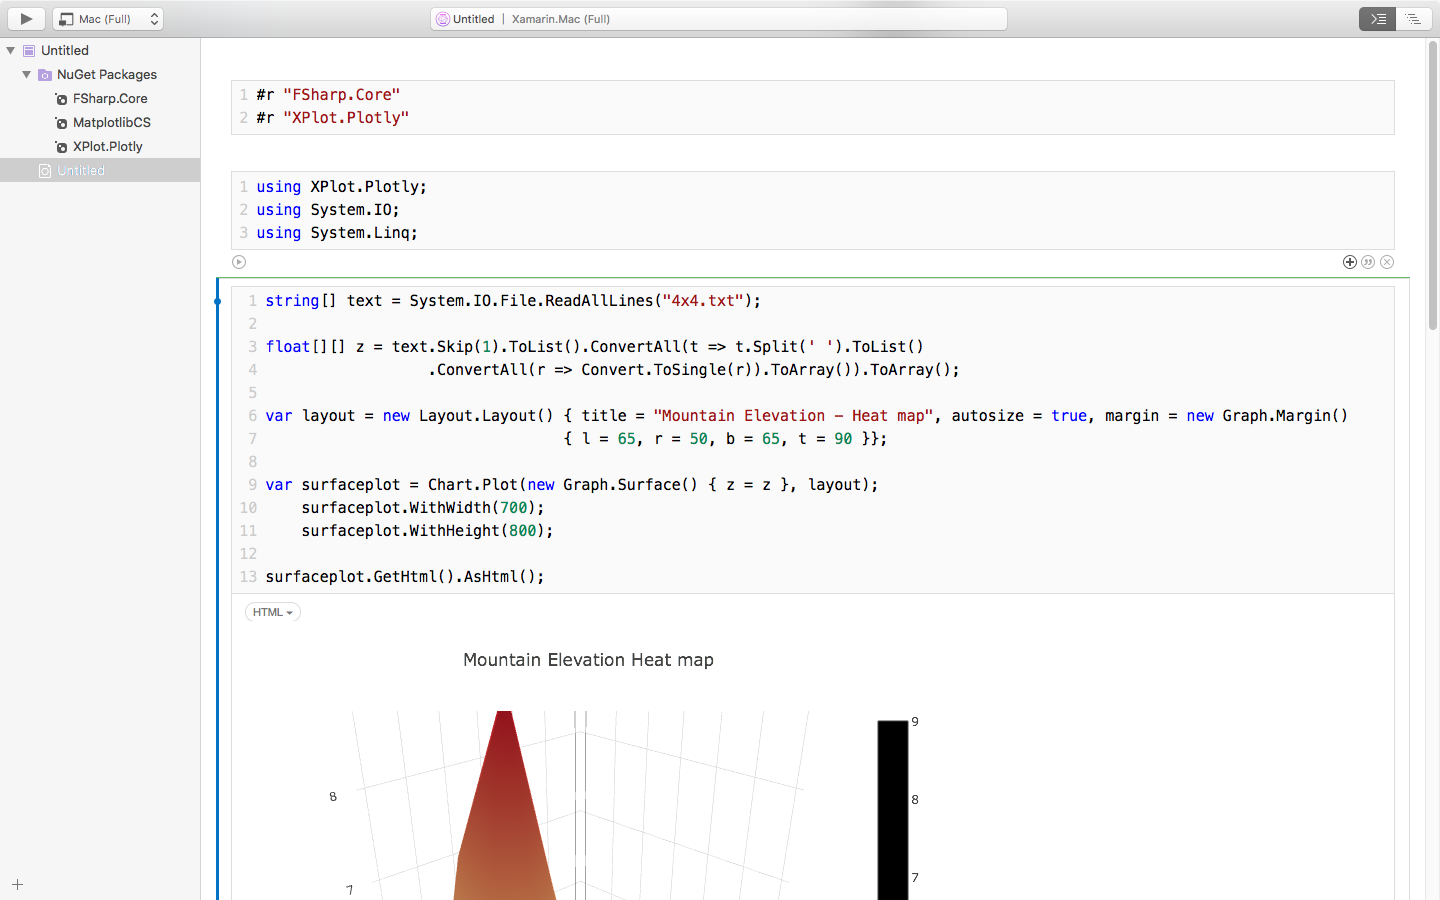 Mac (Full)
Untitled | Xamarin.Mac (Full)
Untitled
NuGet Packages
FSharp.Core
MatplotlibCS
XPlot.Plotly
Untitled
1 #r "FSharp.Core"
2 #r "XPlot.Plotly"
1 using XPlot.Plotly;
2 using System.IO;
3 using System.Linq;
1 string[] text = System.IO.File.ReadAllLines("4x4.txt");
2
3 float[][] z = text.Skip(1).ToList().ConvertAll(t => t.Split(' ').ToList()
4 .ConvertAll(r => Convert.ToSingle(r)).ToArray()).ToArray();
5
6 var layout = new Layout.Layout() { title = "Mountain Elevation – Heat map", autosize = true, margin = new Graph.Margin()
7 { l = 65, r = 50, b = 65, t = 90 }};
8
9 var surfaceplot = Chart.Plot(new Graph.Surface() { z = z }, layout);
10 surfaceplot.WithWidth(700);
11 surfaceplot.WithHeight(800);
12
13 surfaceplot.GetHtml().AsHtml();
HTML
Mountain Elevation Heat map
9
8
8
7
7